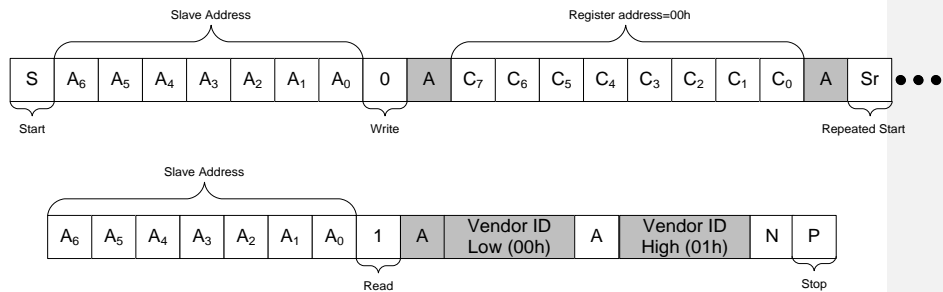 Slave Address Register address=00h
S A6 A5 A4 A3 A2 A1 A0 0 A C7 C6 C5 C4 C3 C2 C1 C0 A Sr
Start Write Repeated Start
Slave Address
A6 A5 A4 A3 A2 A1 A0 1 A Vendor ID Low (00h) A Vendor ID High (01h) N P
Read Stop